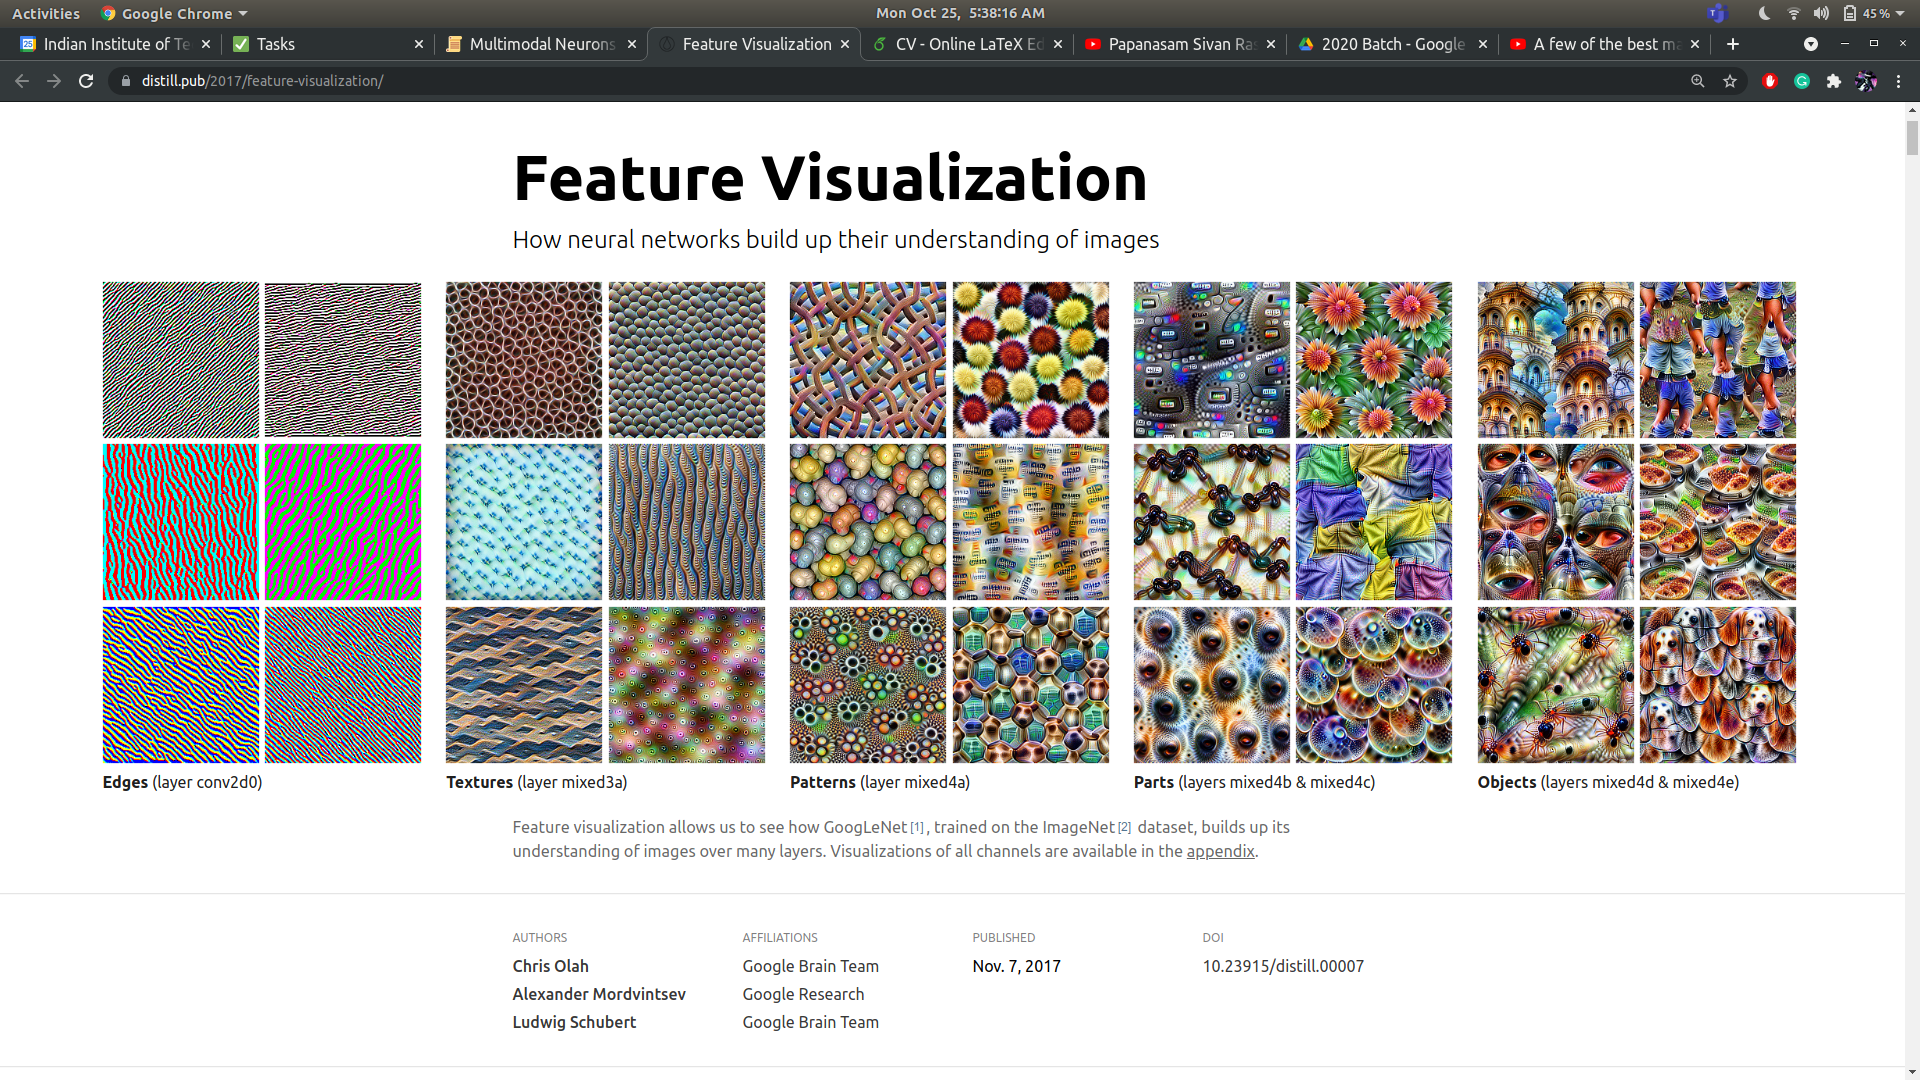 Activities Google Chrome Mon Oct 25, 5:38:16 AM 45 %
Indian Institute of Te Tasks Multimodal Neurons Feature Visualization CV - Online LaTeX Ed Papanasam Sivan Ras 2020 Batch - Google A few of the best ma
distill.pub/2017/feature-visualization/
Feature Visualization
How neural networks build up their understanding of images
Edges (layer conv2d0) Textures (layer mixed3a) Patterns (layer mixed4a) Parts (layers mixed4b & mixed4c) Objects (layers mixed4d & mixed4e)
Feature visualization allows us to see how GoogLeNet [1] , trained on the ImageNet [2] dataset, builds up its
understanding of images over many layers. Visualizations of all channels are available in the appendix.
AUTHORS AFFILIATIONS PUBLISHED DOI
Chris Olah Google Brain Team Nov. 7, 2017 10.23915/distill.00007
Alexander Mordvintsev Google Research
Ludwig Schubert Google Brain Team